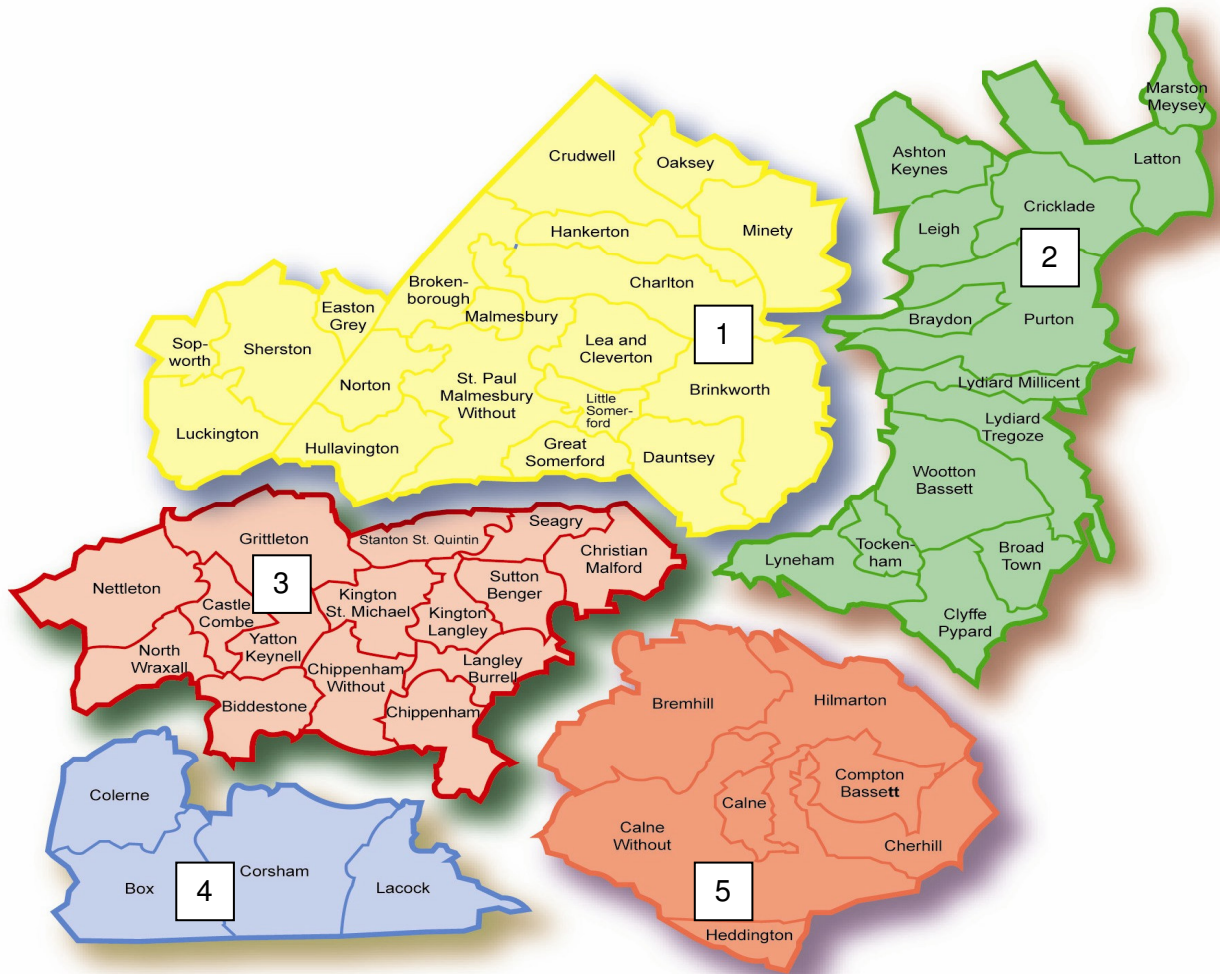 Crudwell
Oaksey
Minety
Hankerton
Charlton
Broken-
borough
Malmesbury
Easton
Grey
Sop-
worth
Sherston
Luckington
Norton
Hullavington
St. Paul
Malmesbury
Without
Lea and
Cleverton
Little
Somer-
ford
Great
Somerford
Brinkworth
Dauntsey
1
Marston
Meysey
Ashton
Keynes
Latton
Cricklade
Leigh
2
Braydon
Purton
Lydiard Millicent
Lydiard
Tregoze
Wootton
Bassett
Lyneham
Tocken-
ham
Broad
Town
Clyffe
Pypard
Grittleton
Stanton St. Quintin
Seagry
Christian
Malford
3
Nettleton
Castle
Combe
Kington
St. Michael
Sutton
Benger
Kington
Langley
Yatton
Keynell
North
Wraxall
Chippenham
Without
Langley
Burrell
Biddestone
Chippenham
Colerne
Box
4
Corsham
Lacock
Bremhill
Hilmarton
Compton
Bassett
Calne
Calne
Without
Cherhill
5
Heddington